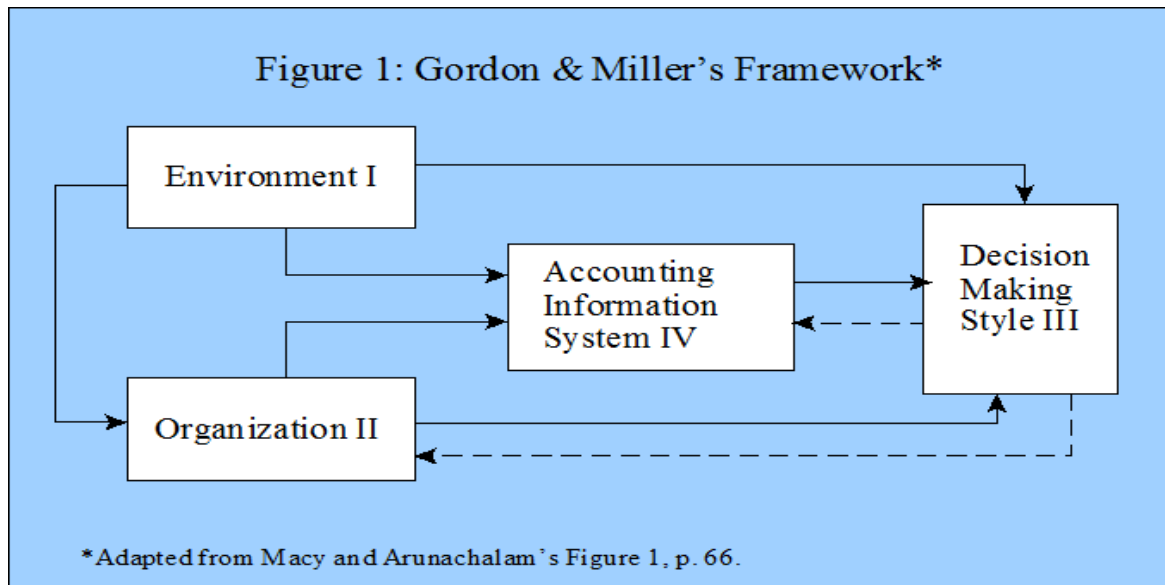 Figure 1: Gordon & Miller's Framework*
Environment I
Accounting
Information
System IV
Decision
Making
Style III
Organization II
*Adapted from Macy and Arunachalam's Figure 1, p. 66.